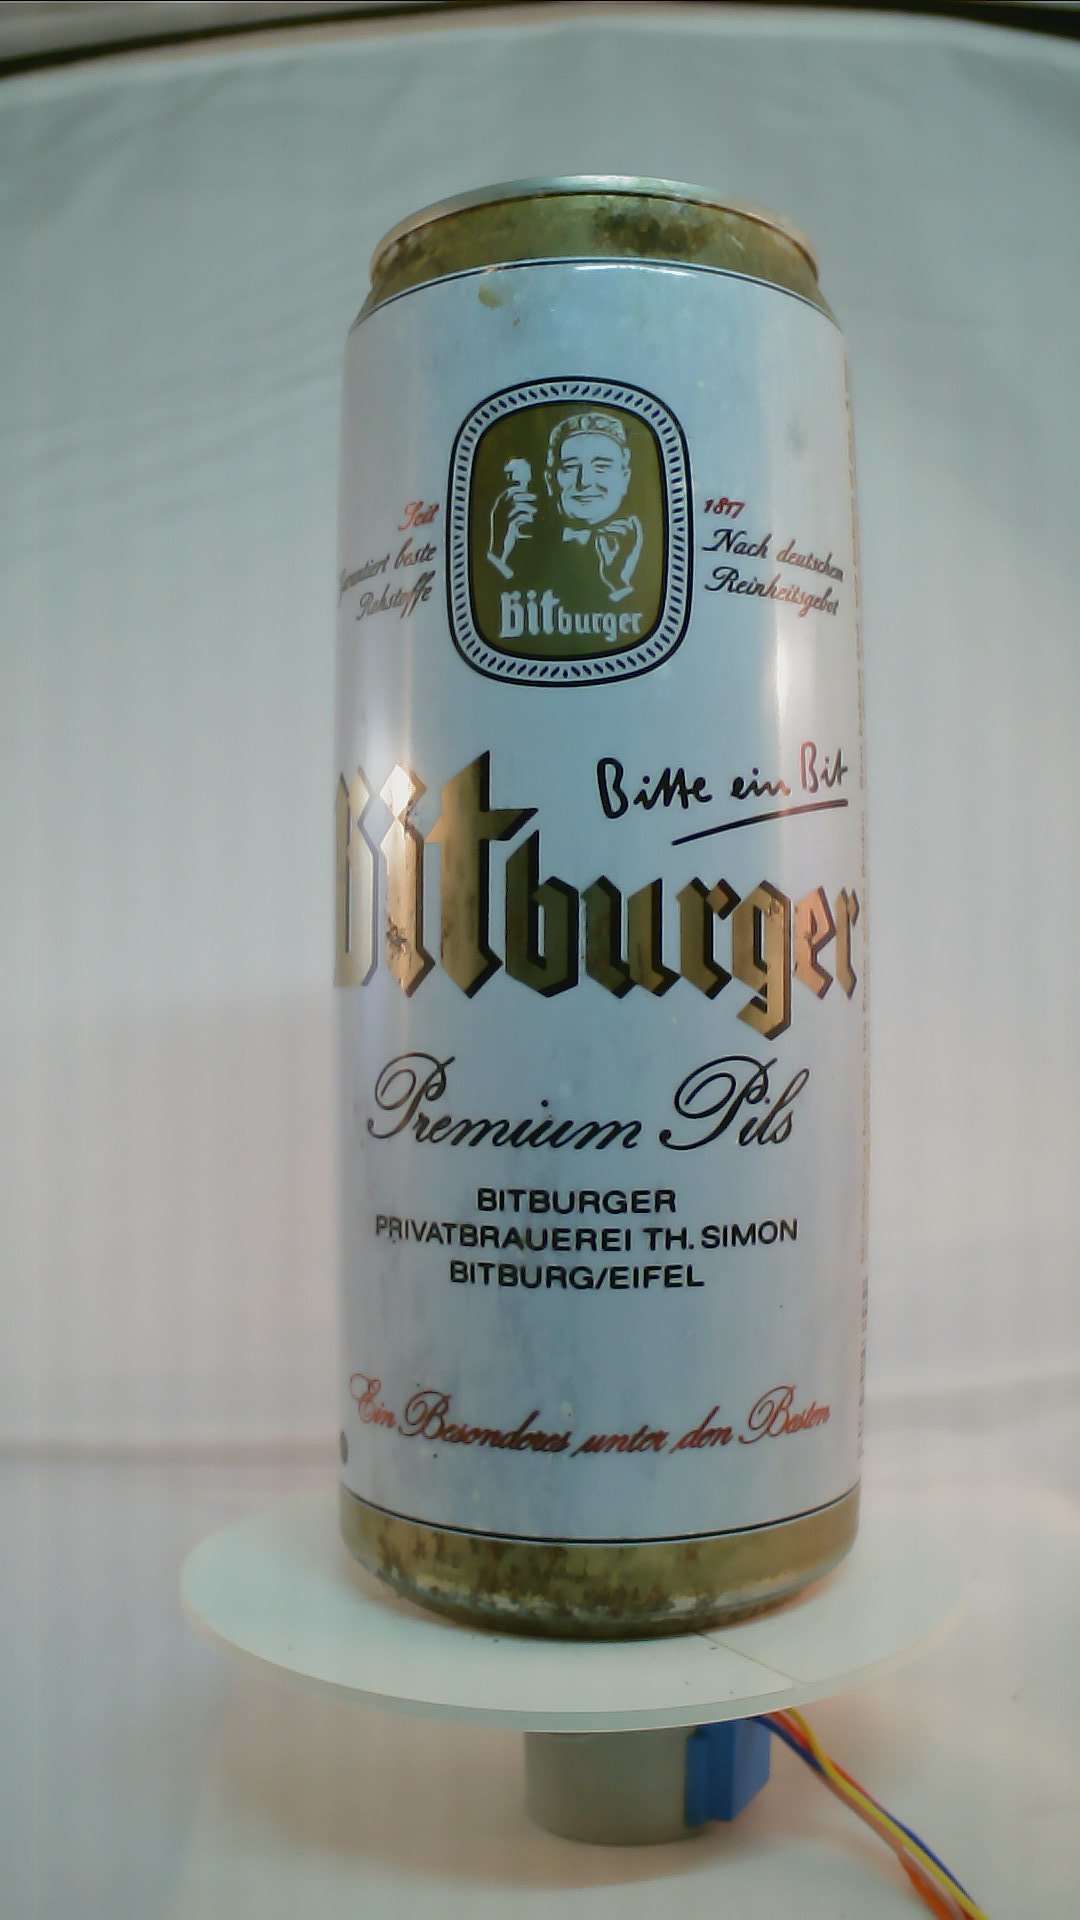 Bitburger
Seit 1817
Garantiert beste Rohstoffe
Nach deutschem Reinheitsgebot
Bitte ein Bit
Bitburger
Premium Pils
BITBURGER
PRIVATBRAUEREI TH. SIMON
BITBURG/EIFEL
Ein Besonderes unter den Besten